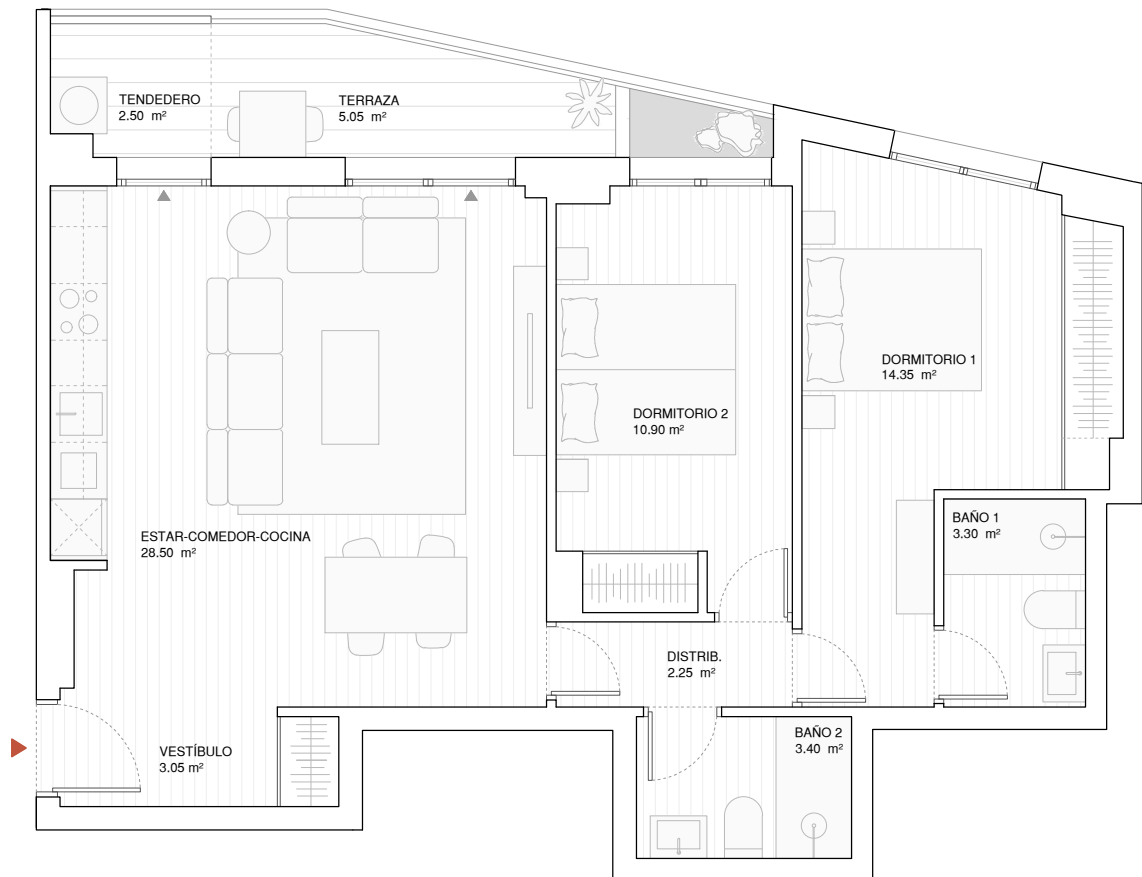 TENDEDERO
2.50 m²
TERRAZA
5.05 m²
DORMITORIO 1
14.35 m²
DORMITORIO 2
10.90 m²
BAÑO 1
3.30 m²
ESTAR-COMEDOR-COCINA
28.50 m²
DISTRIB.
2.25 m²
BAÑO 2
3.40 m²
VESTÍBULO
3.05 m²